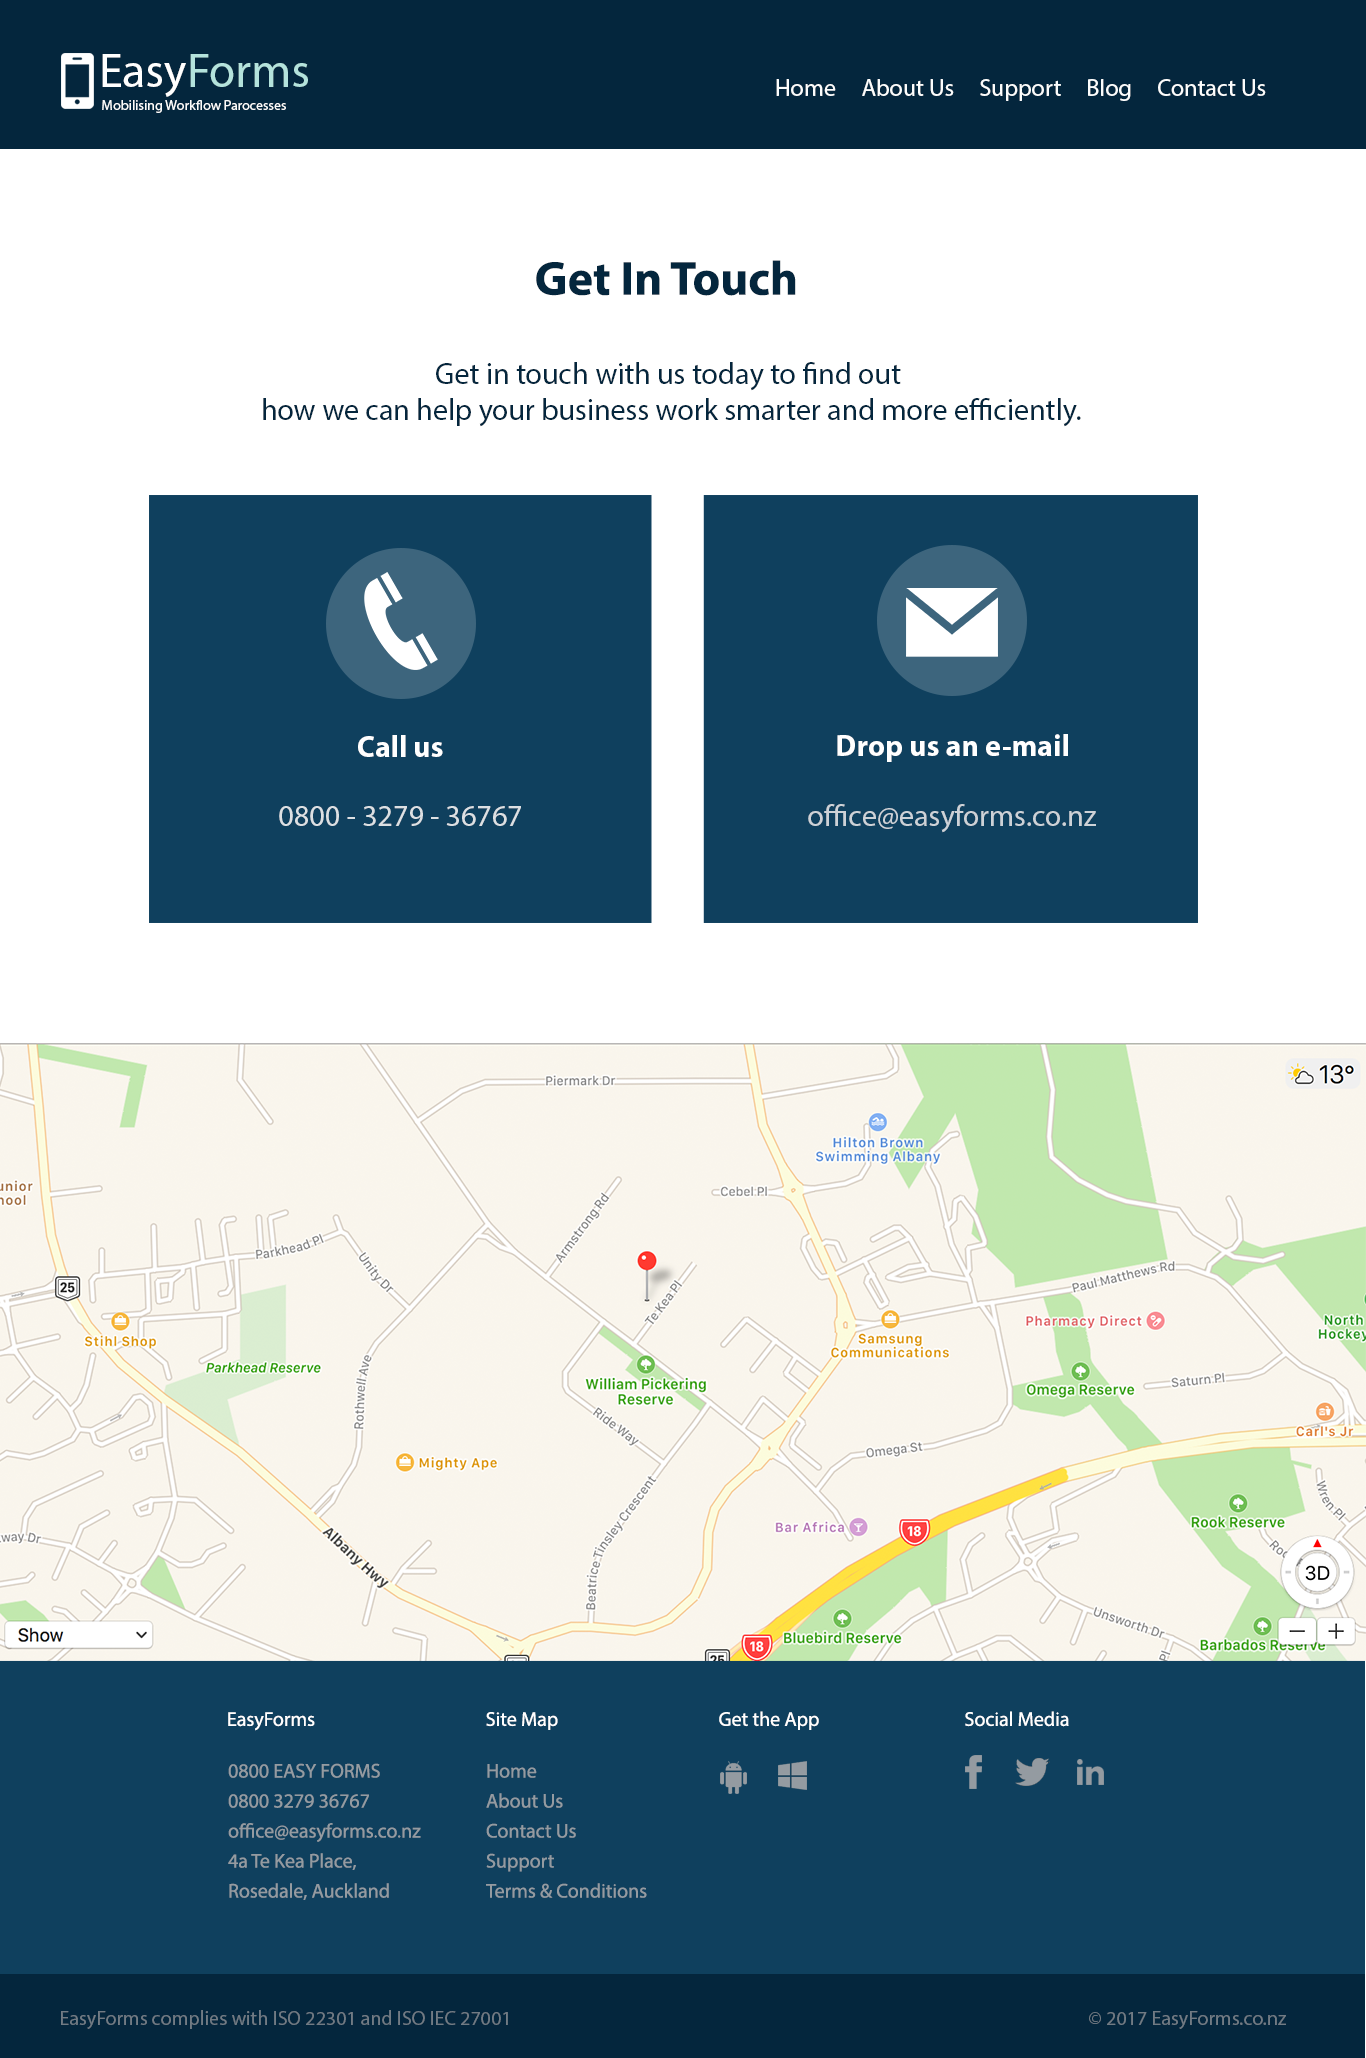 EasyForms
Mobilising Workflow Parocesses
Home
About Us
Support
Blog
Contact Us
Get In Touch
Get in touch with us today to find out
how we can help your business work smarter and more efficiently.
Call us
0800 - 3279 - 36767
Drop us an e-mail
office@easyforms.co.nz
13°
Piermark Dr
Hilton Brown
Swimming Albany
unior
hool
Cebel Pl
Armstrong Rd
Parkhead Pl
Unity Dr
25
Te Kea Pl
Paul Matthews Rd
Stihl Shop
Samsung
Communications
Pharmacy Direct
North
Hockey
Parkhead Reserve
William Pickering
Reserve
Rothwell Ave
Omega Reserve
Saturn Pl
Ride Way
Carl's Jr
Omega St
Mighty Ape
Beatrice Tinsley Crescent
Wren Pl
Bar Africa
18
Rook Reserve
way Dr
Albany Hwy
Roo
3D
Unsworth Dr
Show
Bluebird Reserve
18
25
Pl
Barbados Reserve
EasyForms
0800 EASY FORMS
0800 3279 36767
office@easyforms.co.nz
4a Te Kea Place,
Rosedale, Auckland
Site Map
Home
About Us
Contact Us
Support
Terms & Conditions
Get the App
Social Media
EasyForms complies with ISO 22301 and ISO IEC 27001
© 2017 EasyForms.co.nz